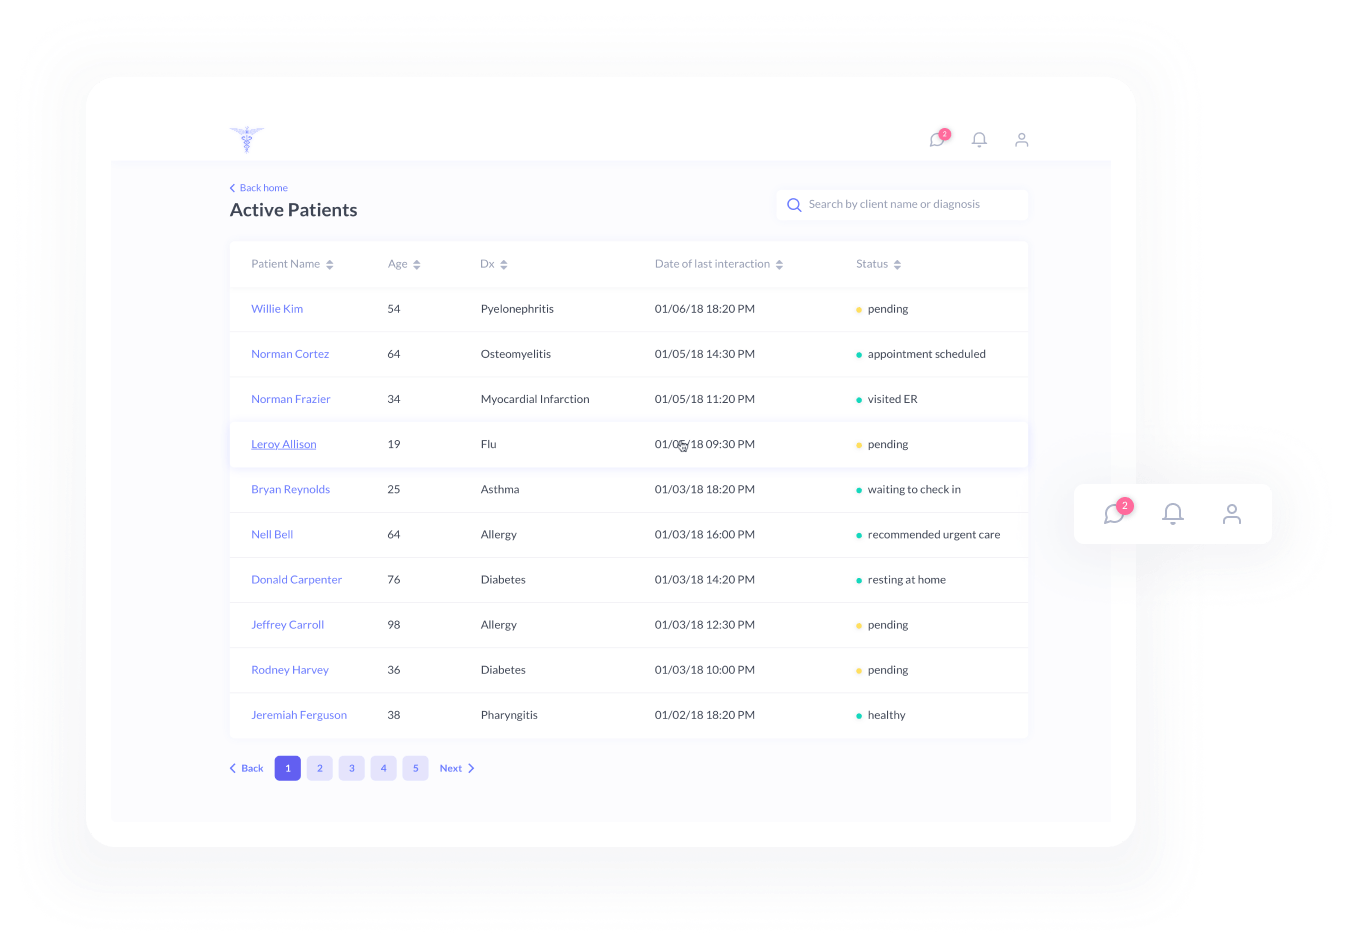 2
Back home
Active Patients
Search by client name or diagnosis
Patient Name Age Dx Date of last interaction Status
Willie Kim 54 Pyelonephritis 01/06/18 18:20 PM pending
Norman Cortez 64 Osteomyelitis 01/05/18 14:30 PM appointment scheduled
Norman Frazier 34 Myocardial Infarction 01/05/18 11:20 PM visited ER
Leroy Allison 19 Flu 09:30 PM pending
Bryan Reynolds 25 Asthma 01/03/18 18:20 PM waiting to check in
Nell Bell 64 Allergy 01/03/18 16:00 PM recommended urgent care
2
Donald Carpenter 76 Diabetes 01/03/18 14:20 PM resting at home
Jeffrey Carroll 98 Allergy 01/03/18 12:30 PM pending
Rodney Harvey 36 Diabetes 01/03/18 10:00 PM pending
Jeremiah Ferguson 38 Pharyngitis 01/02/18 18:20 PM healthy
Back 1 2 3 4 5 Next